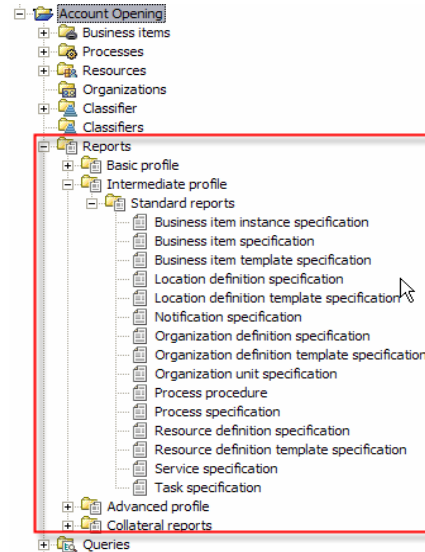 Account Opening
Business items
Processes
Resources
Organizations
Classifier
Classifiers
Reports
Basic profile
Intermediate profile
Standard reports
Business item instance specification
Business item specification
Business item template specification
Location definition specification
Location definition template specification
Notification specification
Organization definition specification
Organization definition template specification
Organization unit specification
Process procedure
Process specification
Resource definition specification
Resource definition template specification
Service specification
Task specification
Advanced profile
Collateral reports
Queries